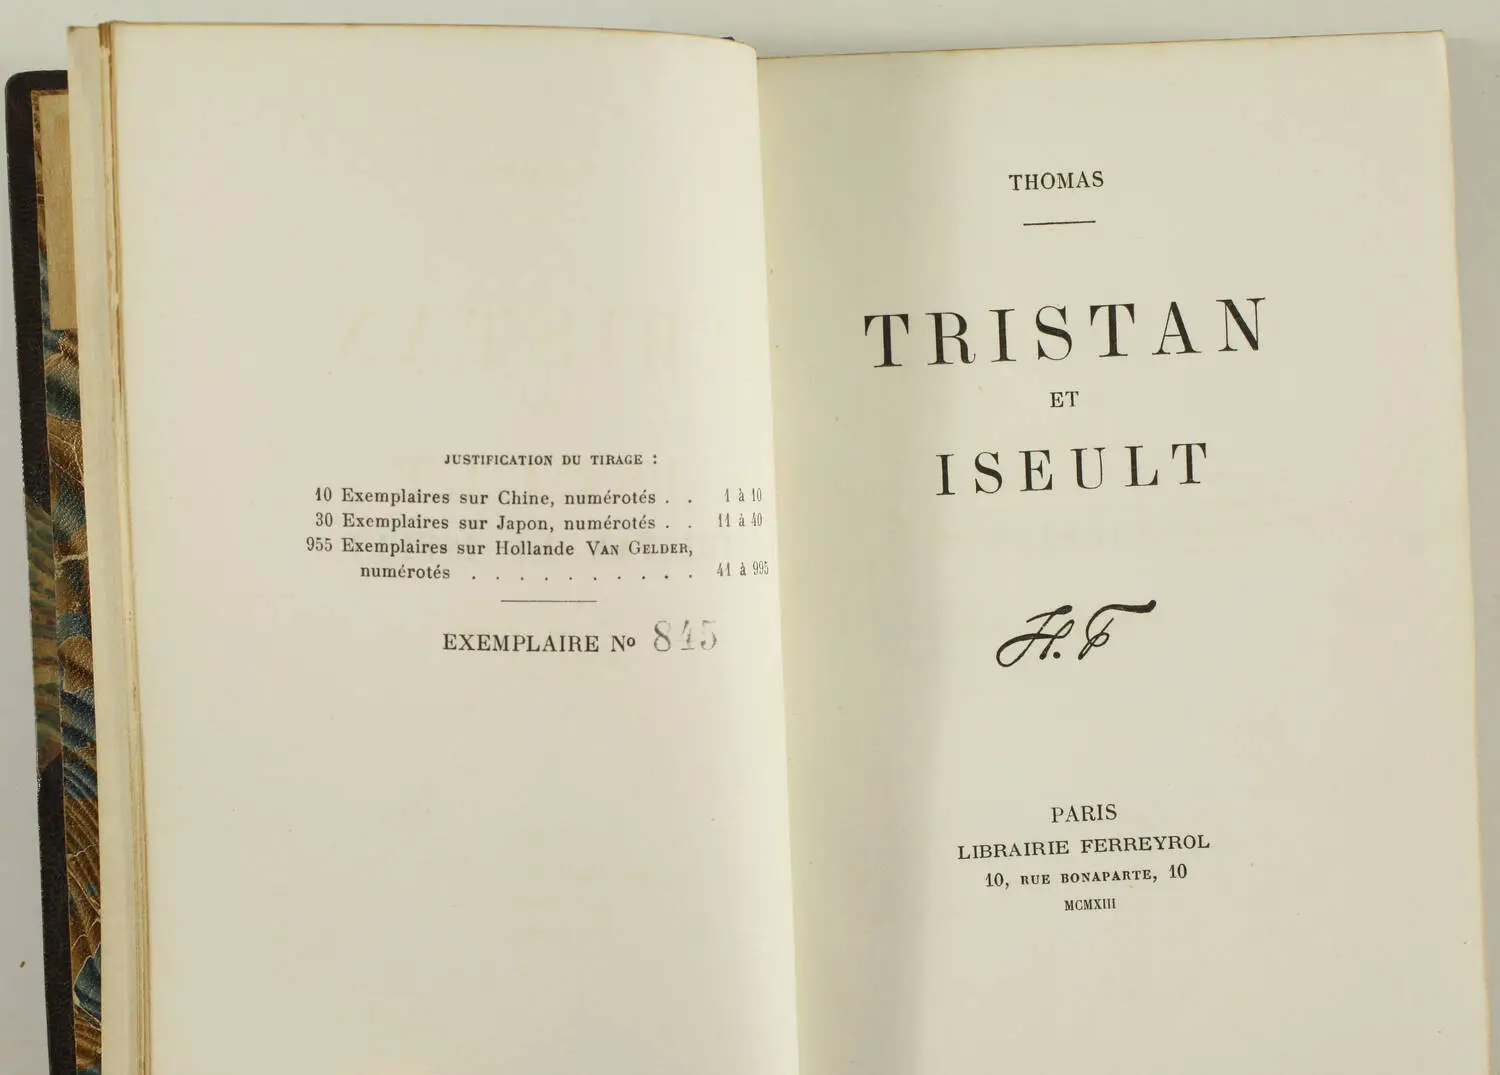 JUSTIFICATION DU TIRAGE :
10 Exemplaires sur Chine, numérotés . . 1 à 10
30 Exemplaires sur Japon, numérotés . . 11 à 40
955 Exemplaires sur Hollande VAN GELDER,
numérotés . . . . . . . . . . 41 à 995
EXEMPLAIRE Nº 845
THOMAS
TRISTAN
ET
ISEULT
H. F
PARIS
LIBRAIRIE FERREYROL
10, RUE BONAPARTE, 10
MCMXIII